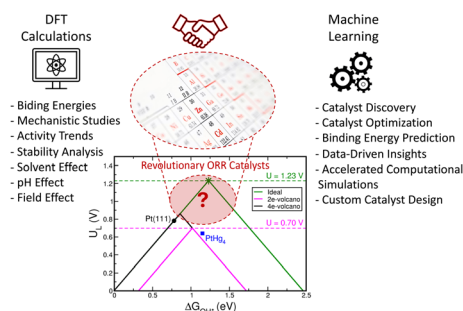 DFT
Calculations
- Biding Energies
- Mechanistic Studies
- Activity Trends
- Stability Analysis
- Solvent Effect
- pH Effect
- Field Effect
Machine
Learning
- Catalyst Discovery
- Catalyst Optimization
- Binding Energy Prediction
- Data-Driven Insights
- Accelerated Computational
Simulations
- Custom Catalyst Design
Revolutionary ORR Catalysts
U = 1.23 V
Ideal
2e-volcano
4e-volcano
?
Pt(111)
U = 0.70 V
PtHg4
U_L (V)
1.4
1.2
1
0.8
0.6
0.4
0.2
0
0
0.5
1
1.5
2
2.5
(eV)